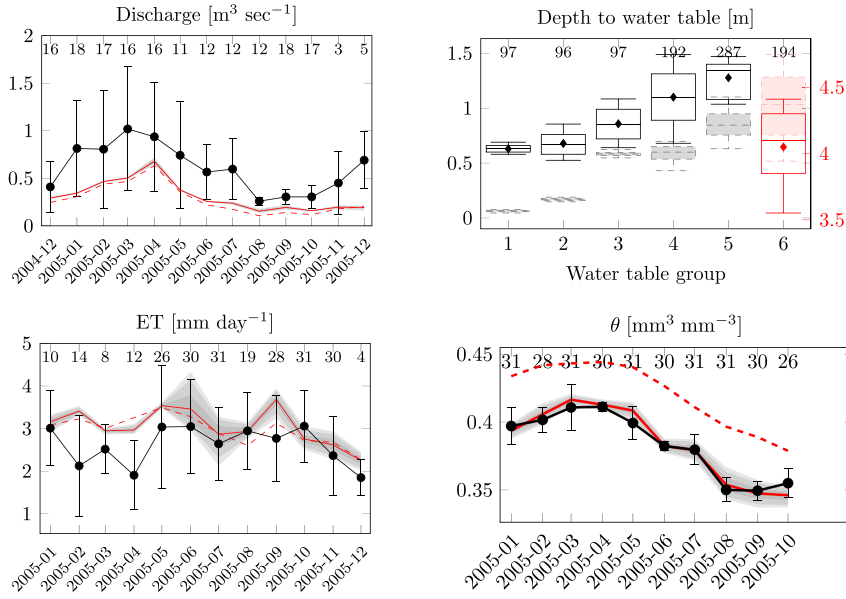 Discharge [m³ sec⁻¹]
2
1.5
1
0.5
0
16 18 17 16 16 11 12 12 12 18 17 3 5
2004-12 2005-01 2005-02 2005-03 2005-04 2005-05 2005-06 2005-07 2005-08 2005-09 2005-10 2005-11 2005-12
Depth to water table [m]
1.5
1
0.5
0
97 96 97 192 287 194
4.5
4
3.5
1 2 3 4 5 6
Water table group
ET [mm day⁻¹]
5
4
3
2
1
10 14 8 12 26 30 31 19 28 31 30 4
2005-01 2005-02 2005-03 2005-04 2005-05 2005-06 2005-07 2005-08 2005-09 2005-10 2005-11 2005-12
θ [mm³ mm⁻³]
0.45
0.4
0.35
31 28 31 30 31 30 31 31 30 26
2005-01 2005-02 2005-03 2005-04 2005-05 2005-06 2005-07 2005-08 2005-09 2005-10